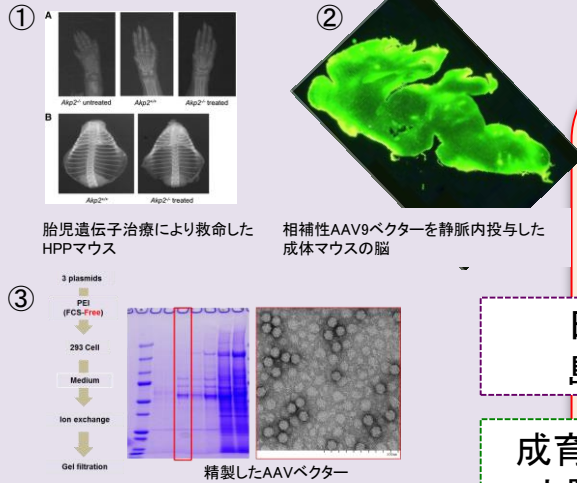 ①
A
Akp2-/- untreated
Akp2+/+
Akp2-/- treated
B
Akp2+/+
Akp2-/- treated
胎児遺伝子治療により救命した
HPPマウス
②
相補性AAV9ベクターを静脈内投与した
成体マウスの脳
③
3 plasmids
PEI
(FCS-Free)
293 Cell
Medium
Ion exchange
Gel filtration
精製したAAVベクター
成育